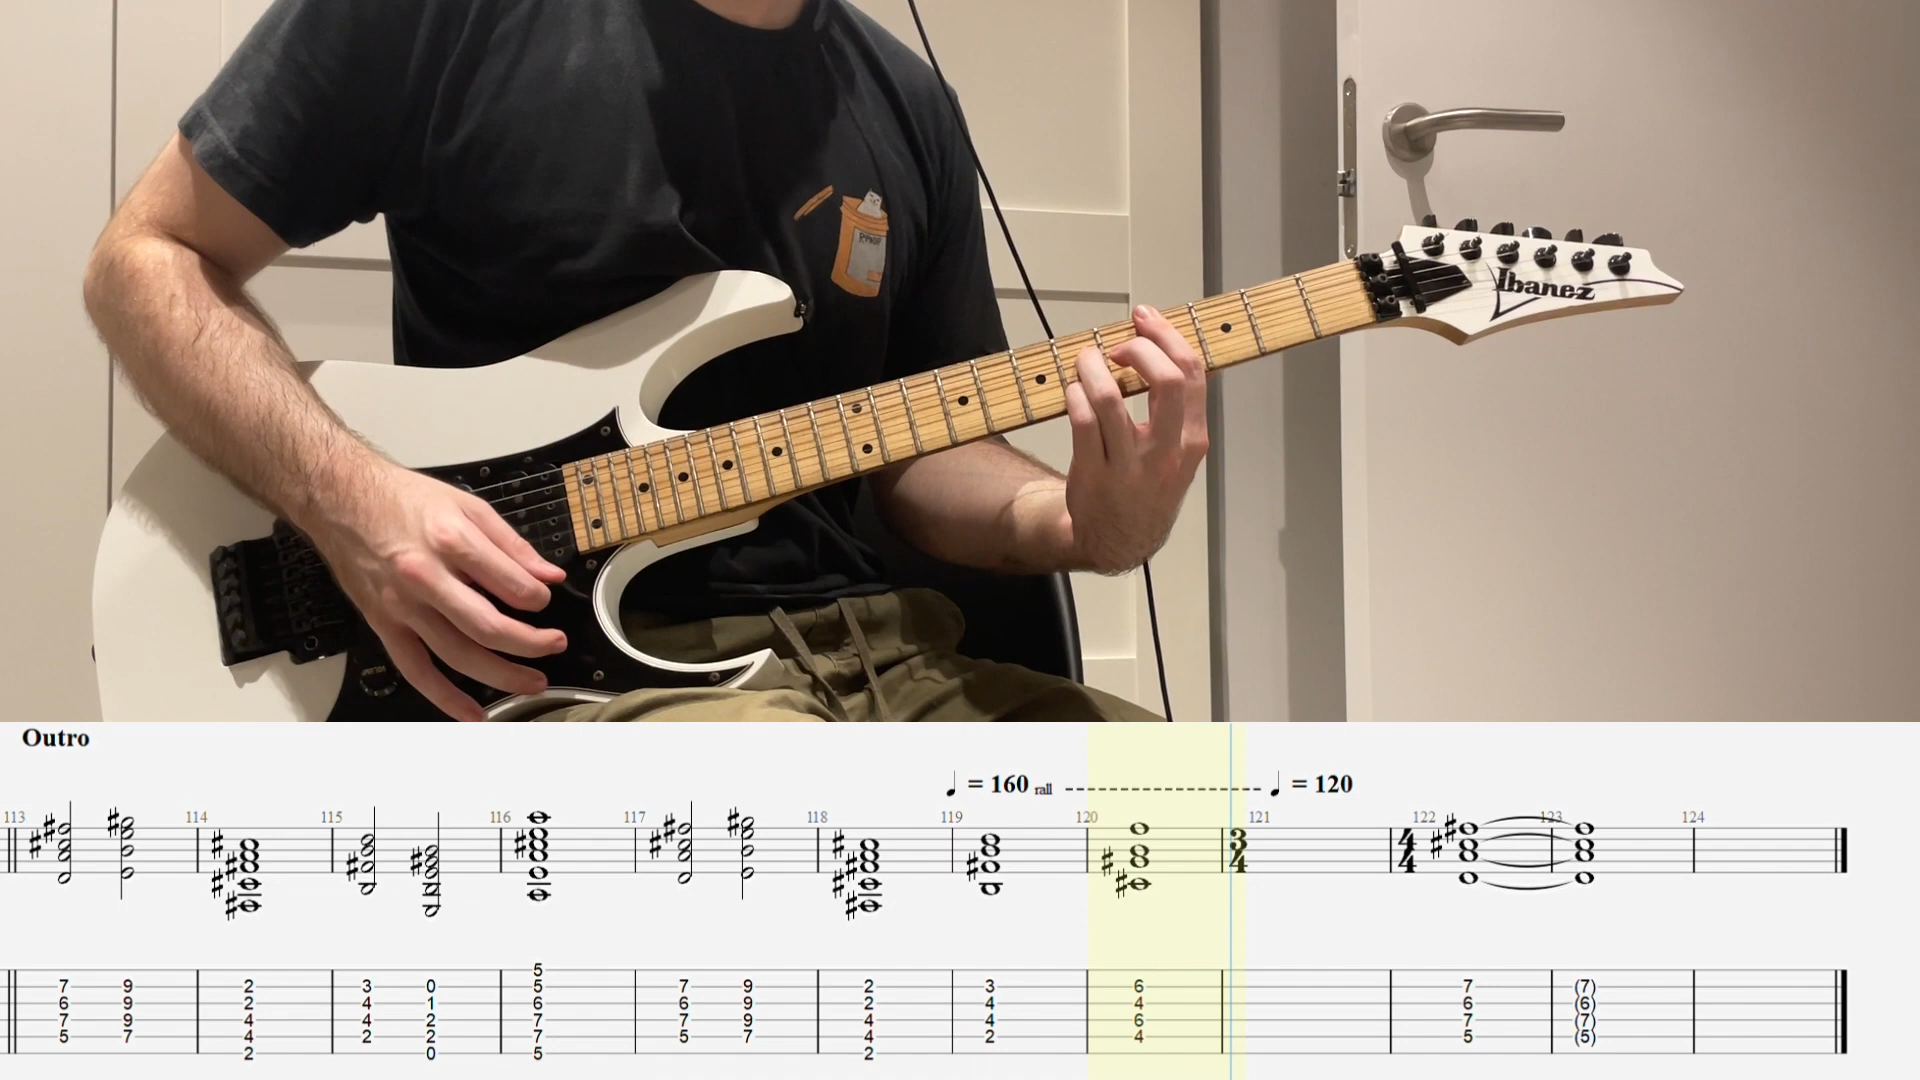 RIPNDIP
Ibanez
VOLUME
Outro
♩ = 160 rall - - - - - - - - - - - - - - - - ♩ = 120
113 114 115 116 117 118 119 120 121 122 123 124
3 4
4 4
5
7 9 2 3 0 5 7 9 2 3 6 7 (7)
6 9 2 4 1 6 6 9 2 4 4 6 (6)
7 9 4 4 2 7 7 9 4 4 6 7 (7)
5 7 4 2 2 7 5 7 4 2 4 5 (5)
2 0 5 2